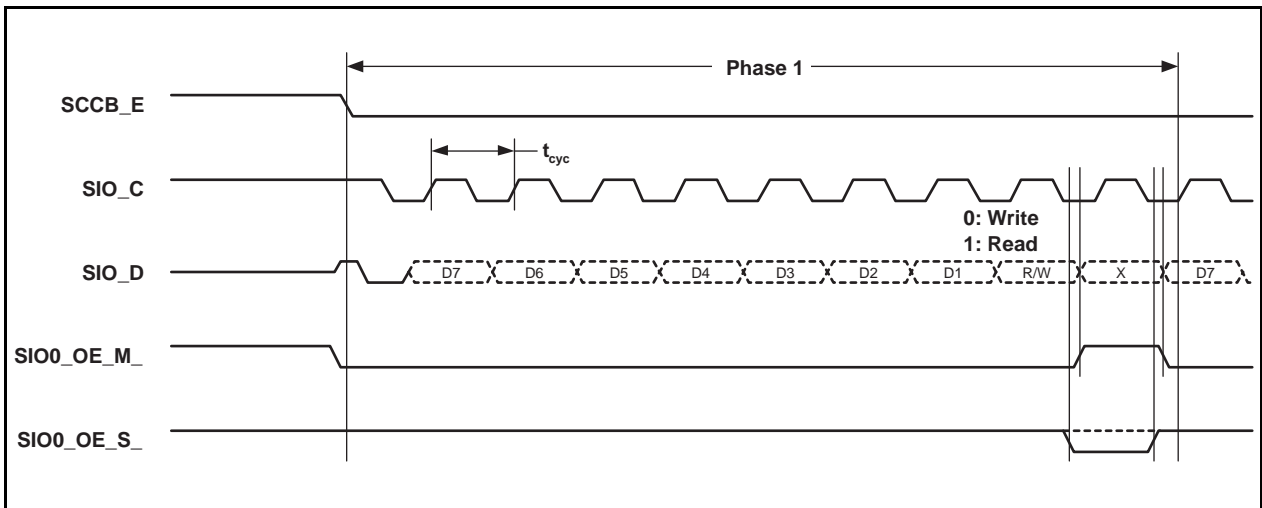 Phase 1
SCCB_E
t_cyc
SIO_C
0: Write
1: Read
SIO_D D7 D6 D5 D4 D3 D2 D1 R/W X D7
SIO0_OE_M_
SIO0_OE_S_